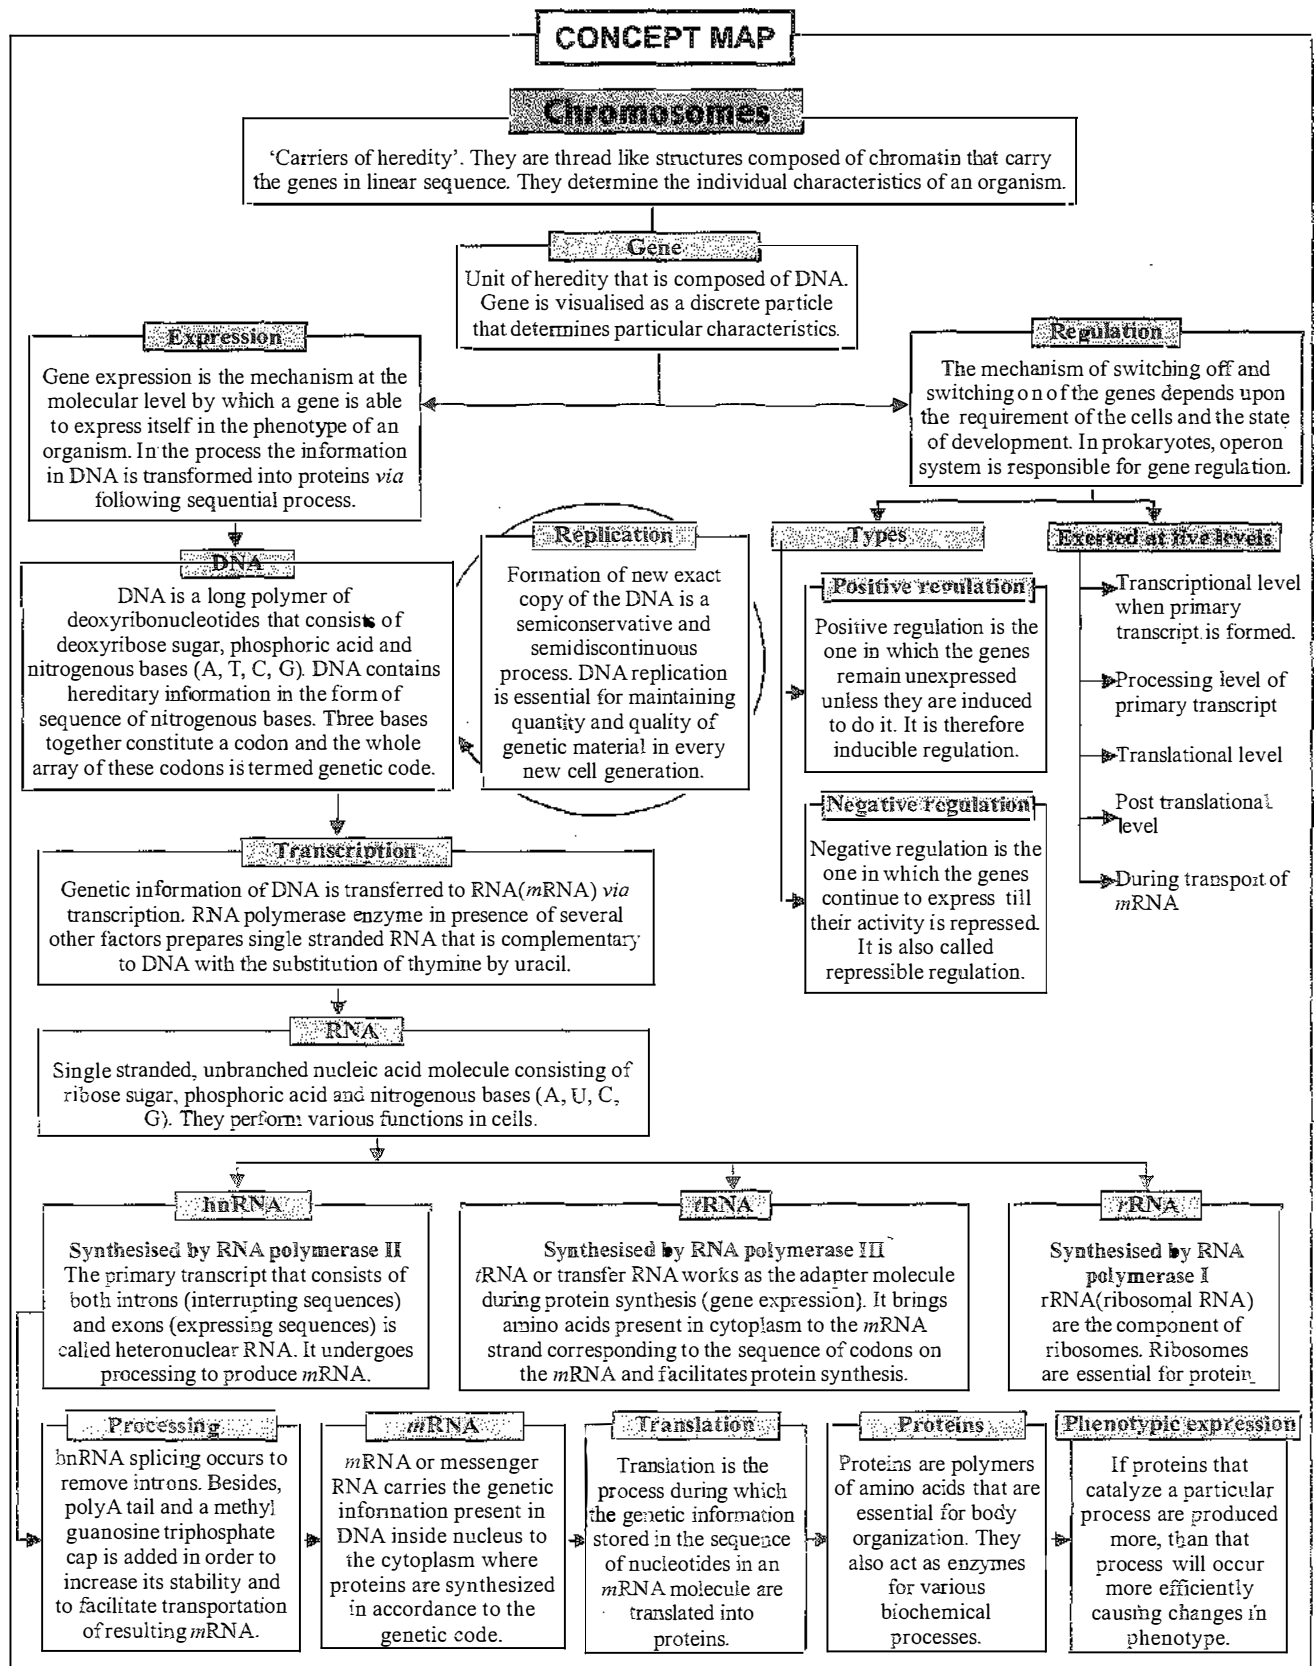 CONCEPT MAP
Chromosomes
'Carriers of heredity'. They are thread like structures composed of chromatin that carry
the genes in linear sequence. They determine the individual characteristics of an organism.
Gene
Unit of heredity that is composed of DNA.
Gene is visualised as a discrete particle
that determines particular characteristics.
Expression
Gene expression is the mechanism at the
molecular level by which a gene is able
to express itself in the phenotype of an
organism. In the process the information
in DNA is transformed into proteins via
following sequential process.
Regulation
The mechanism of switching off and
switching on of the genes depends upon
the requirement of the cells and the state
of development. In prokaryotes, operon
system is responsible for gene regulation.
DNA
DNA is a long polymer of
deoxyribonucleotides that consists of
deoxyribose sugar, phosphoric acid and
nitrogenous bases (A, T, C, G). DNA contains
hereditary information in the form of
sequence of nitrogenous bases. Three bases
together constitute a codon and the whole
array of these codons is termed genetic code.
Replication
Formation of new exact
copy of the DNA is a
semiconservative and
semidiscontinuous
process. DNA replication
is essential for maintaining
quantity and quality of
genetic material in every
new cell generation.
Types
Positive regulation
Positive regulation is the
one in which the genes
remain unexpressed
unless they are induced
to do it. It is therefore
inducible regulation.
Negative regulation
Negative regulation is the
one in which the genes
continue to express till
their activity is repressed.
It is also called
repressible regulation.
Exerted at five levels
Transcriptional level
when primary
transcript is formed.
Processing level of
primary transcript
Translational level
Post translational
level
During transport of
mRNA
Transcription
Genetic information of DNA is transferred to RNA(mRNA) via
transcription. RNA polymerase enzyme in presence of several
other factors prepares single stranded RNA that is complementary
to DNA with the substitution of thymine by uracil.
RNA
Single stranded, unbranched nucleic acid molecule consisting of
ribose sugar, phosphoric acid and nitrogenous bases (A, U, C,
G). They perform various functions in cells.
hnRNA
Synthesised by RNA polymerase II
The primary transcript that consists of
both introns (interrupting sequences)
and exons (expressing sequences) is
called heteronuclear RNA. It undergoes
processing to produce mRNA.
tRNA
Synthesised by RNA polymerase III
tRNA or transfer RNA works as the adapter molecule
during protein synthesis (gene expression). It brings
amino acids present in cytoplasm to the mRNA
strand corresponding to the sequence of codons on
the mRNA and facilitates protein synthesis.
rRNA
Synthesised by RNA
polymerase I
rRNA(ribosomal RNA)
are the component of
ribosomes. Ribosomes
are essential for protein
Processing
hnRNA splicing occurs to
remove introns. Besides,
polyA tail and a methyl
guanosine triphosphate
cap is added in order to
increase its stability and
to facilitate transportation
of resulting mRNA.
mRNA
mRNA or messenger
RNA carries the genetic
information present in
DNA inside nucleus to
the cytoplasm where
proteins are synthesized
in accordance to the
genetic code.
Translation
Translation is the
process during which
the genetic information
stored in the sequence
of nucleotides in an
mRNA molecule are
translated into
proteins.
Proteins
Proteins are polymers
of amino acids that are
essential for body
organization. They
also act as enzymes
for various
biochemical
processes.
Phenotypic expression
If proteins that
catalyze a particular
process are produced
more, than that
process will occur
more efficiently
causing changes in
phenotype.